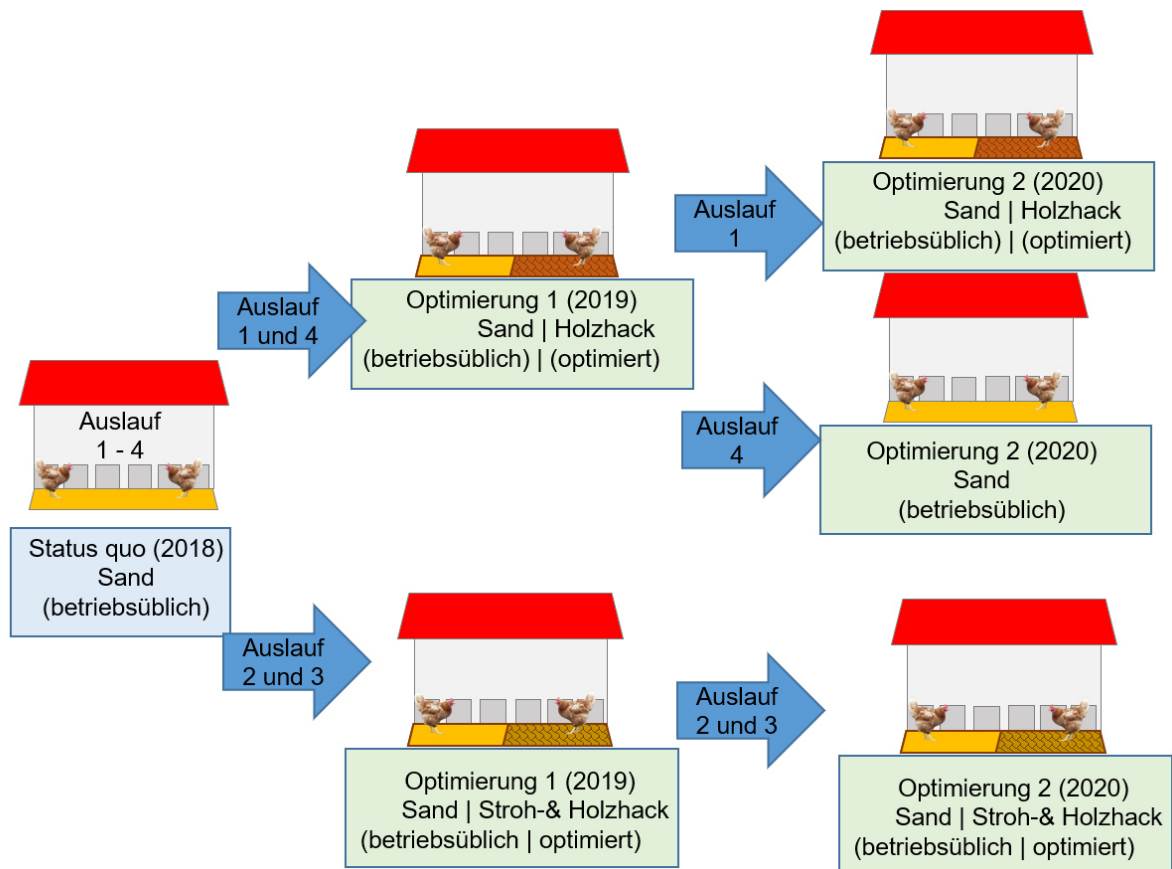 Auslauf
1 - 4
Status quo (2018)
Sand
(betriebsüblich)
Auslauf
1 und 4
Optimierung 1 (2019)
Sand | Holzhack
(betriebsüblich) | (optimiert)
Auslauf
1
Optimierung 2 (2020)
Sand | Holzhack
(betriebsüblich) | (optimiert)
Auslauf
4
Optimierung 2 (2020)
Sand
(betriebsüblich)
Auslauf
2 und 3
Optimierung 1 (2019)
Sand | Stroh-& Holzhack
(betriebsüblich | optimiert)
Auslauf
2 und 3
Optimierung 2 (2020)
Sand | Stroh-& Holzhack
(betriebsüblich | optimiert)